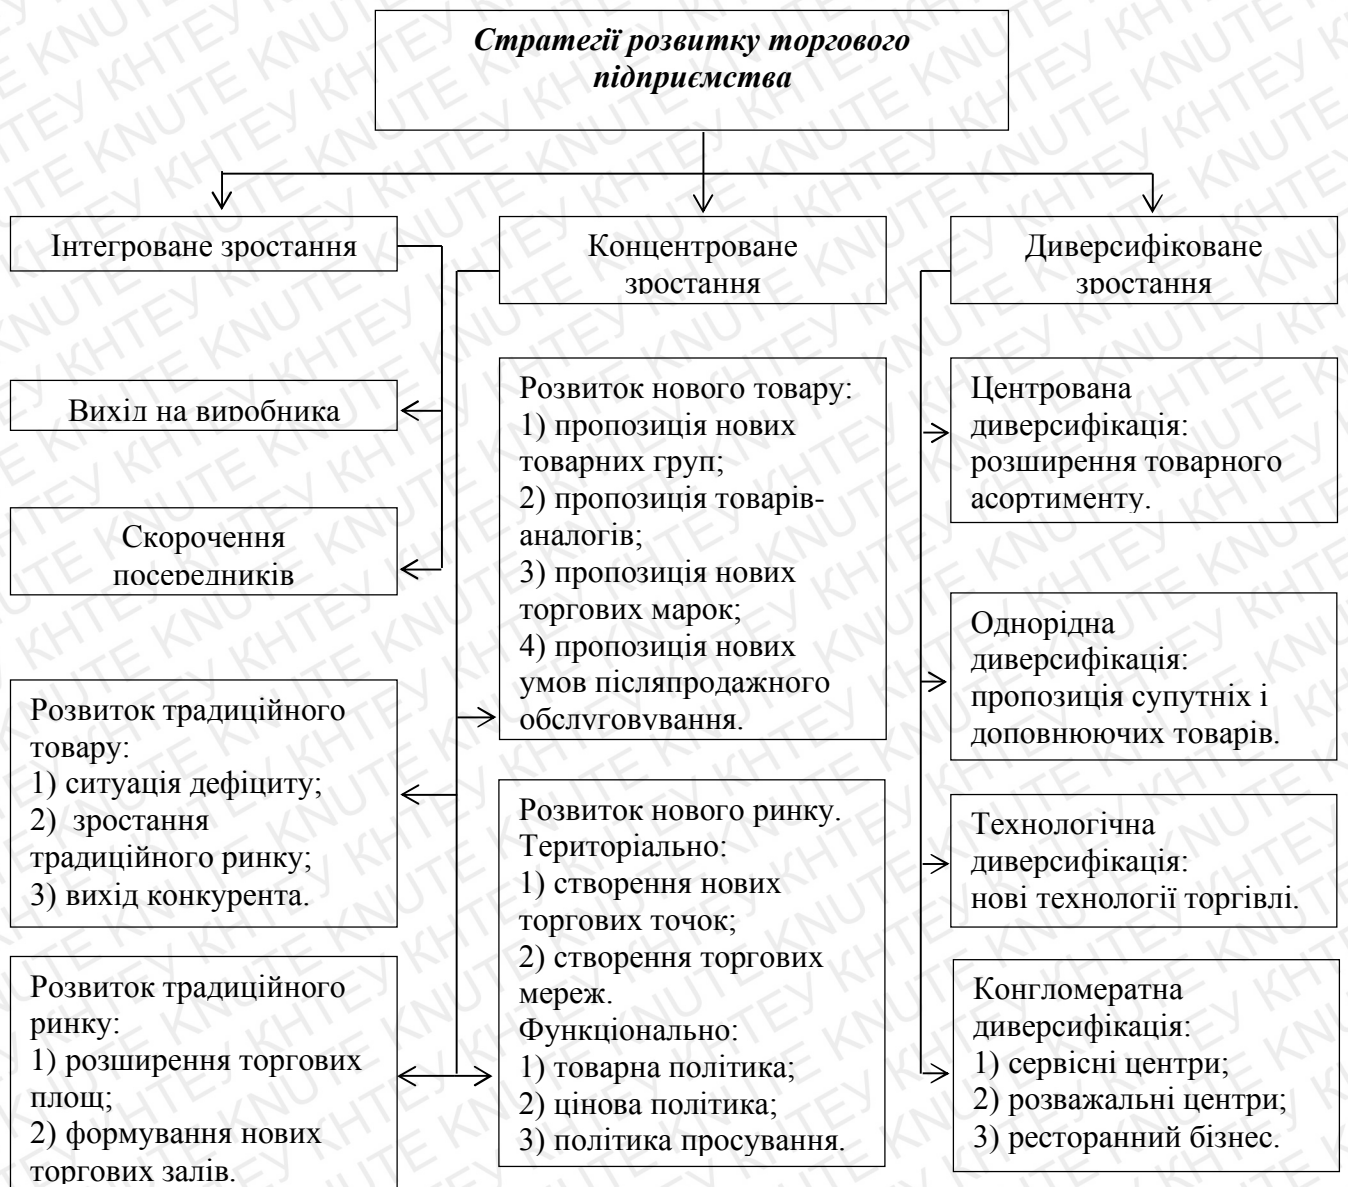 Стратегії розвитку торгового
підприємства
Інтегроване зростання
Концентроване
зростання
Диверсифіковане
зростання
Вихід на виробника
Скорочення
посередників
Розвиток традиційного
товару:
1) ситуація дефіциту;
2) зростання
традиційного ринку;
3) вихід конкурента.
Розвиток традиційного
ринку:
1) розширення торгових
площ;
2) формування нових
торгових залів.
Розвиток нового товару:
1) пропозиція нових
товарних груп;
2) пропозиція товарів-
аналогів;
3) пропозиція нових
торгових марок;
4) пропозиція нових
умов післяпродажного
обслуговування.
Розвиток нового ринку.
Територіально:
1) створення нових
торгових точок;
2) створення торгових
мереж.
Функціонально:
1) товарна політика;
2) цінова політика;
3) політика просування.
Центрована
диверсифікація:
розширення товарного
асортименту.
Однорідна
диверсифікація:
пропозиція супутніх і
доповнюючих товарів.
Технологічна
диверсифікація:
нові технології торгівлі.
Конгломератна
диверсифікація:
1) сервісні центри;
2) розважальні центри;
3) ресторанний бізнес.